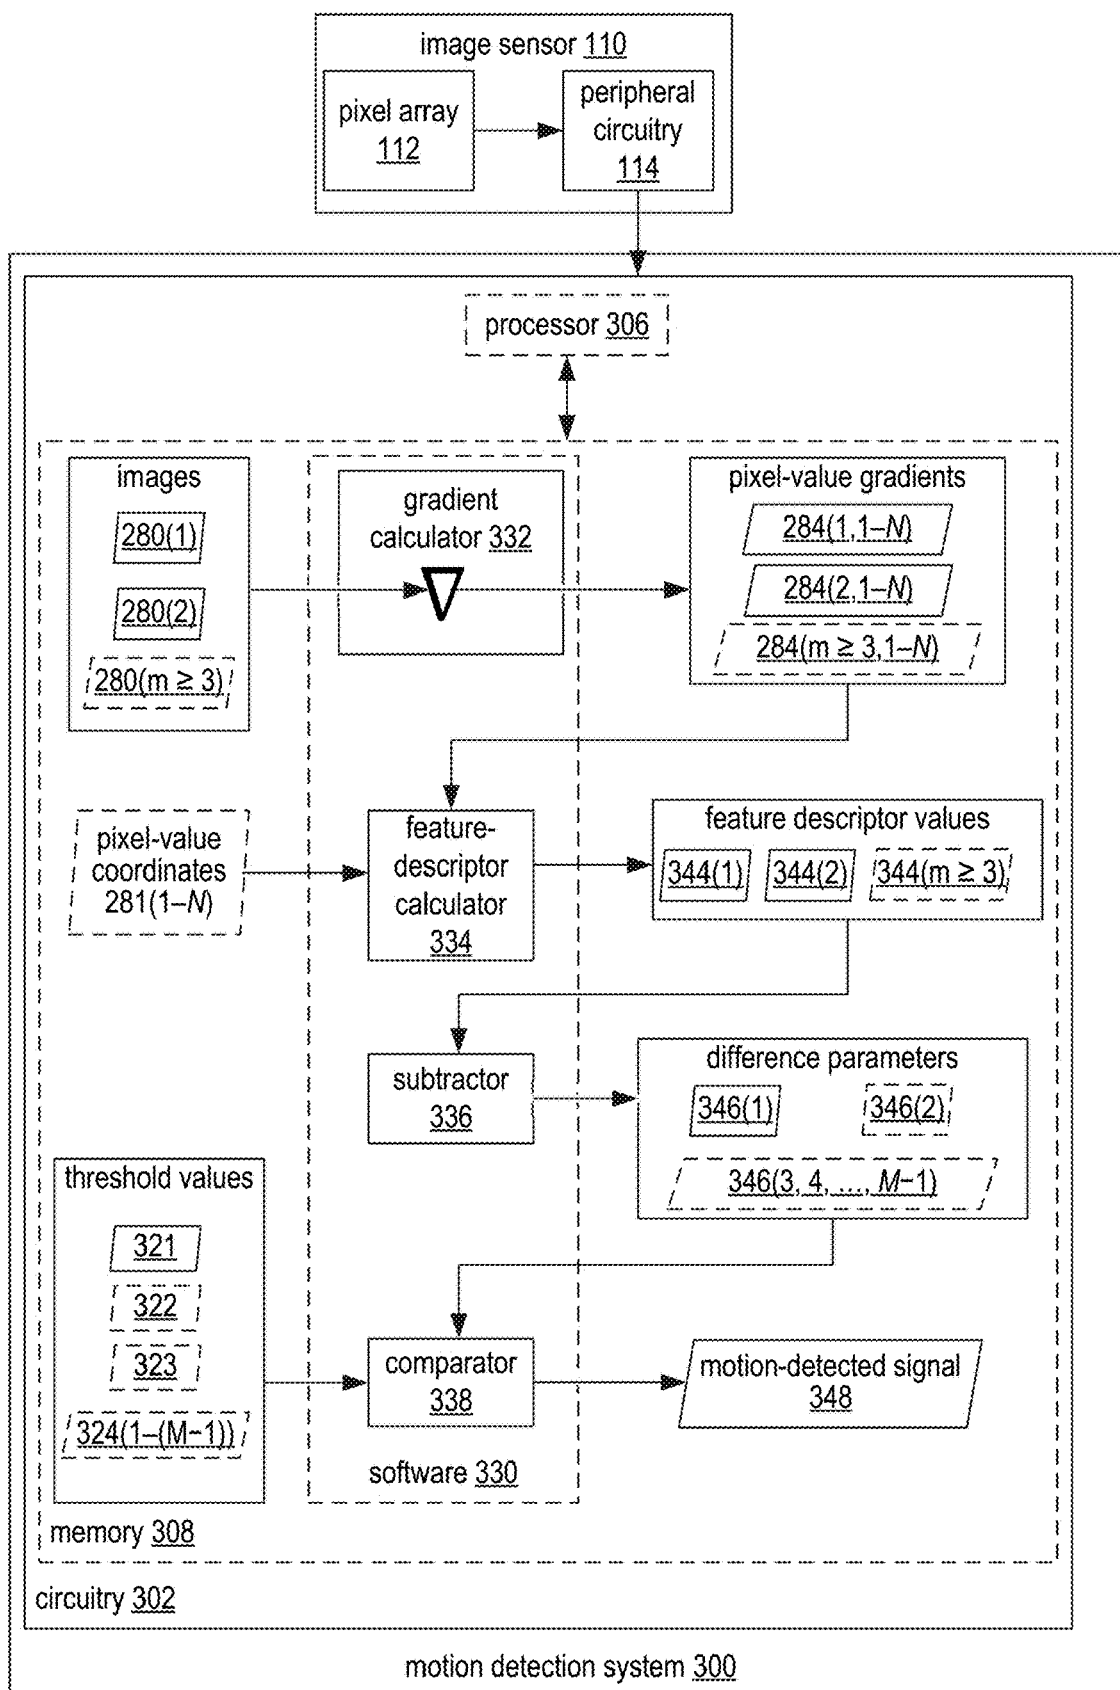 image sensor 110
pixel array
112
peripheral
circuitry
114
processor 306
images
280(1)
280(2)
280(m ≥ 3)
gradient
calculator 332
pixel-value gradients
284(1,1–N)
284(2,1–N)
284(m ≥ 3,1–N)
pixel-value
coordinates
281(1–N)
feature-
descriptor
calculator
334
feature descriptor values
344(1)
344(2)
344(m ≥ 3)
subtractor
336
difference parameters
346(1)
346(2)
346(3, 4, …, M−1)
threshold values
321
322
323
324(1–(M−1))
comparator
338
motion-detected signal
348
software 330
memory 308
circuitry 302
motion detection system 300